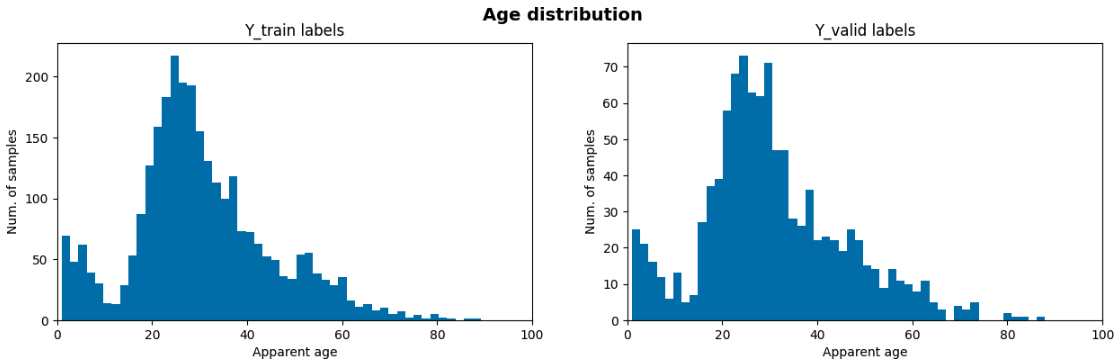 Age distribution
Y_train labels
Y_valid labels
Num. of samples
200
150
100
50
0
0 20 40 60 80 100
Apparent age
Num. of samples
70
60
50
40
30
20
10
0
0 20 40 60 80 100
Apparent age